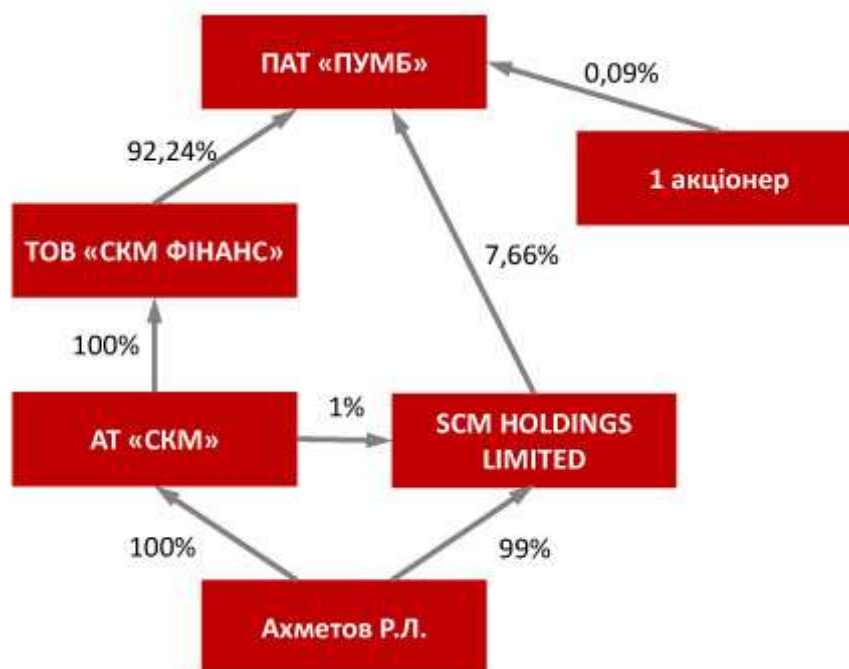 ПАТ «ПУМБ»
0,09%
92,24%
1 акціонер
ТОВ «СКМ ФІНАНС»
7,66%
100%
1%
АТ «СКМ»
SCM HOLDINGS
LIMITED
100%
99%
Ахметов Р.Л.